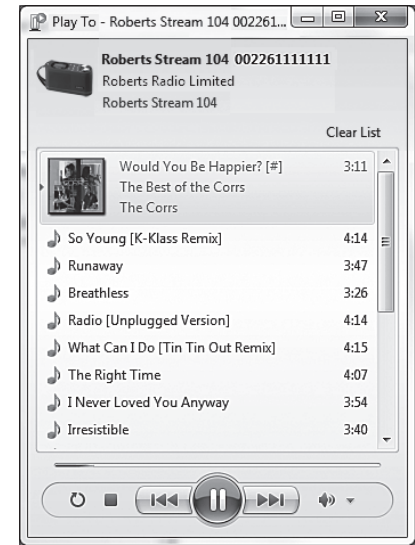 Play To - Roberts Stream 104 002261...
Roberts Stream 104 002261111111
Roberts Radio Limited
Roberts Stream 104
Clear List
Would You Be Happier? [#] 3:11
The Best of the Corrs
The Corrs
So Young [K-Klass Remix] 4:14
Runaway 3:47
Breathless 3:26
Radio [Unplugged Version] 4:14
What Can I Do [Tin Tin Out Remix] 4:15
The Right Time 4:07
I Never Loved You Anyway 3:54
Irresistible 3:40